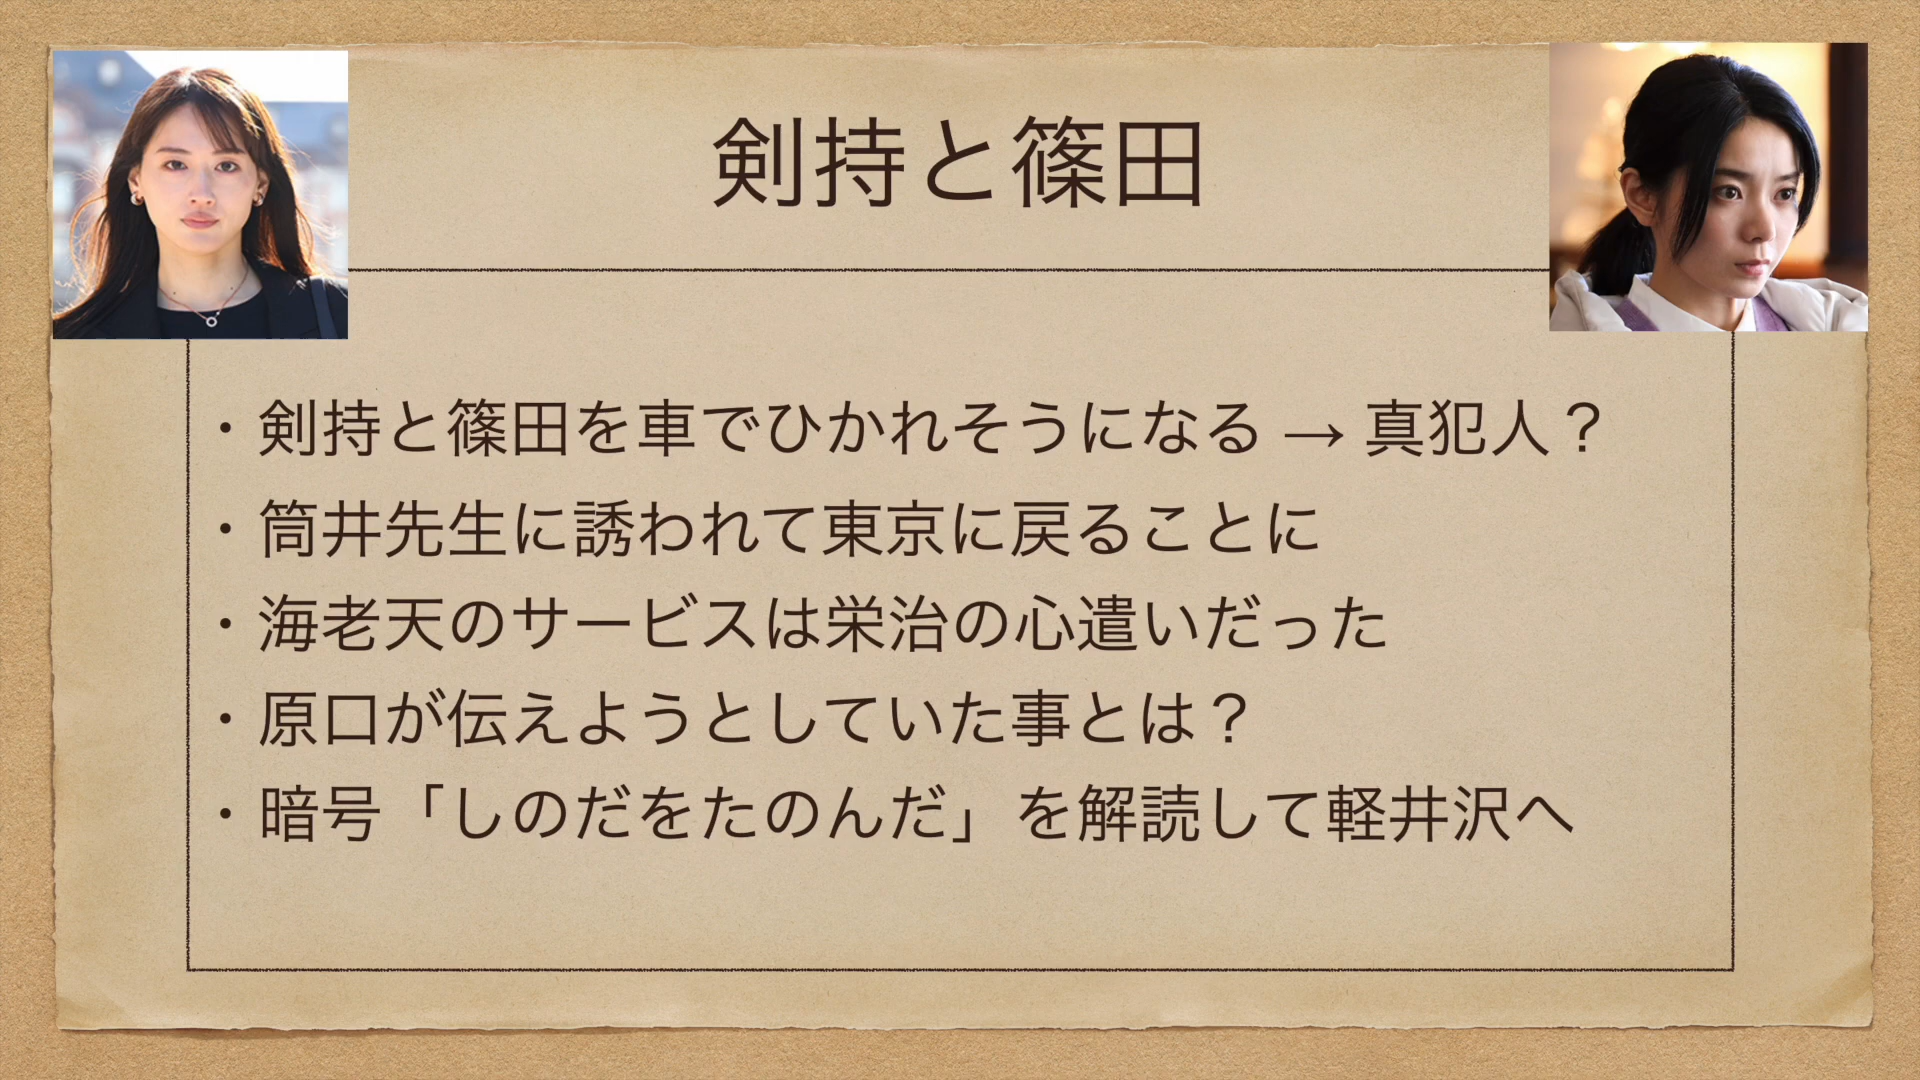 剣持と篠田
・剣持と篠田を車でひかれそうになる → 真犯人？
・筒井先生に誘われて東京に戻ることに
・海老天のサービスは栄治の心遣いだった
・原口が伝えようとしていた事とは？
・暗号「しのだをたのんだ」を解読して軽井沢へ